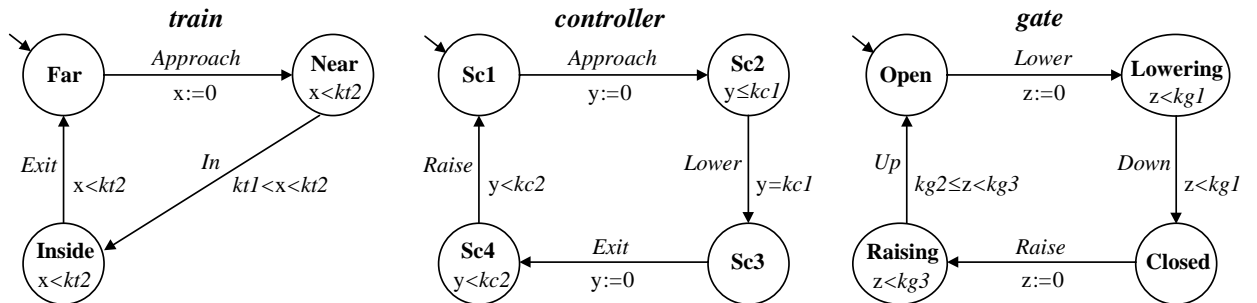 train
controller
gate
Far
Approach
x:=0
Near
x<kt2
Exit
x<kt2
In
kt1<x<kt2
Inside
x<kt2
Sc1
Approach
y:=0
Sc2
y≤kc1
Raise
y<kc2
Lower
y=kc1
Sc4
y<kc2
Exit
y:=0
Sc3
Open
Lower
z:=0
Lowering
z<kg1
Up
kg2≤z<kg3
Down
z<kg1
Raising
z<kg3
Raise
z:=0
Closed